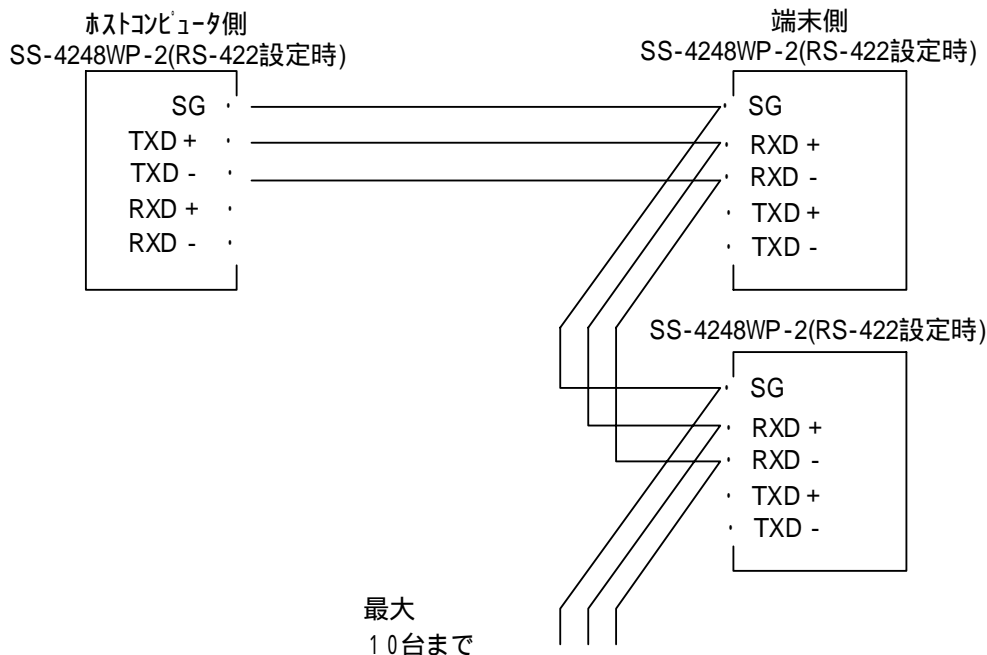 ﾎｽﾄｺﾝﾋﾟｭｰﾀ側
SS-4248WP-2(RS-422設定時)
SG
TXD +
TXD -
RXD +
RXD -
端末側
SS-4248WP-2(RS-422設定時)
SG
RXD +
RXD -
TXD +
TXD -
SS-4248WP-2(RS-422設定時)
SG
RXD +
RXD -
TXD +
TXD -
最大
１０台まで